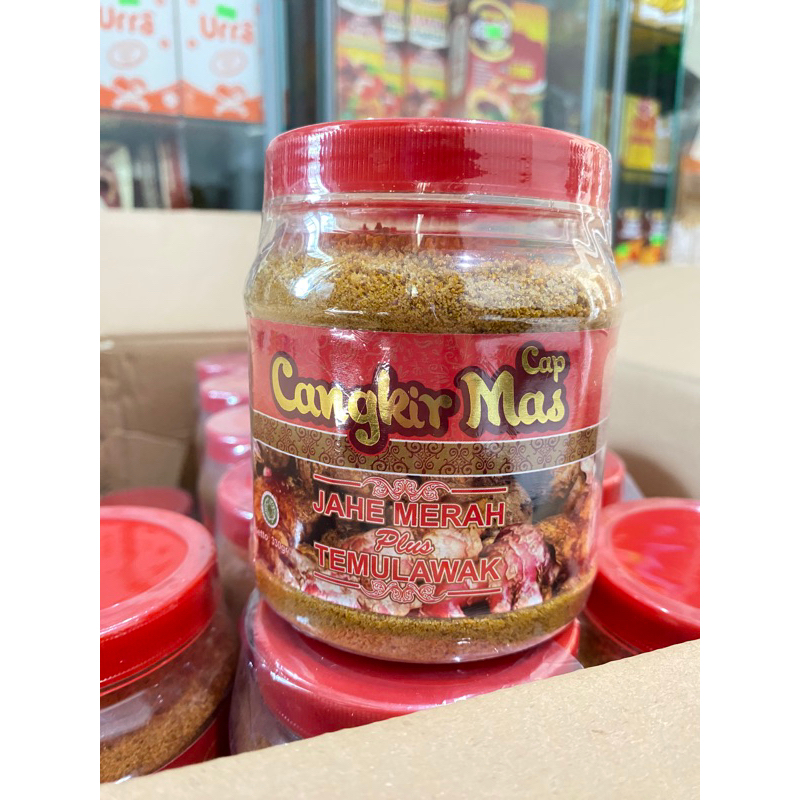 Urra
Urra
Cap
Cangkir Mas
JAHE MERAH
Plus
TEMULAWAK